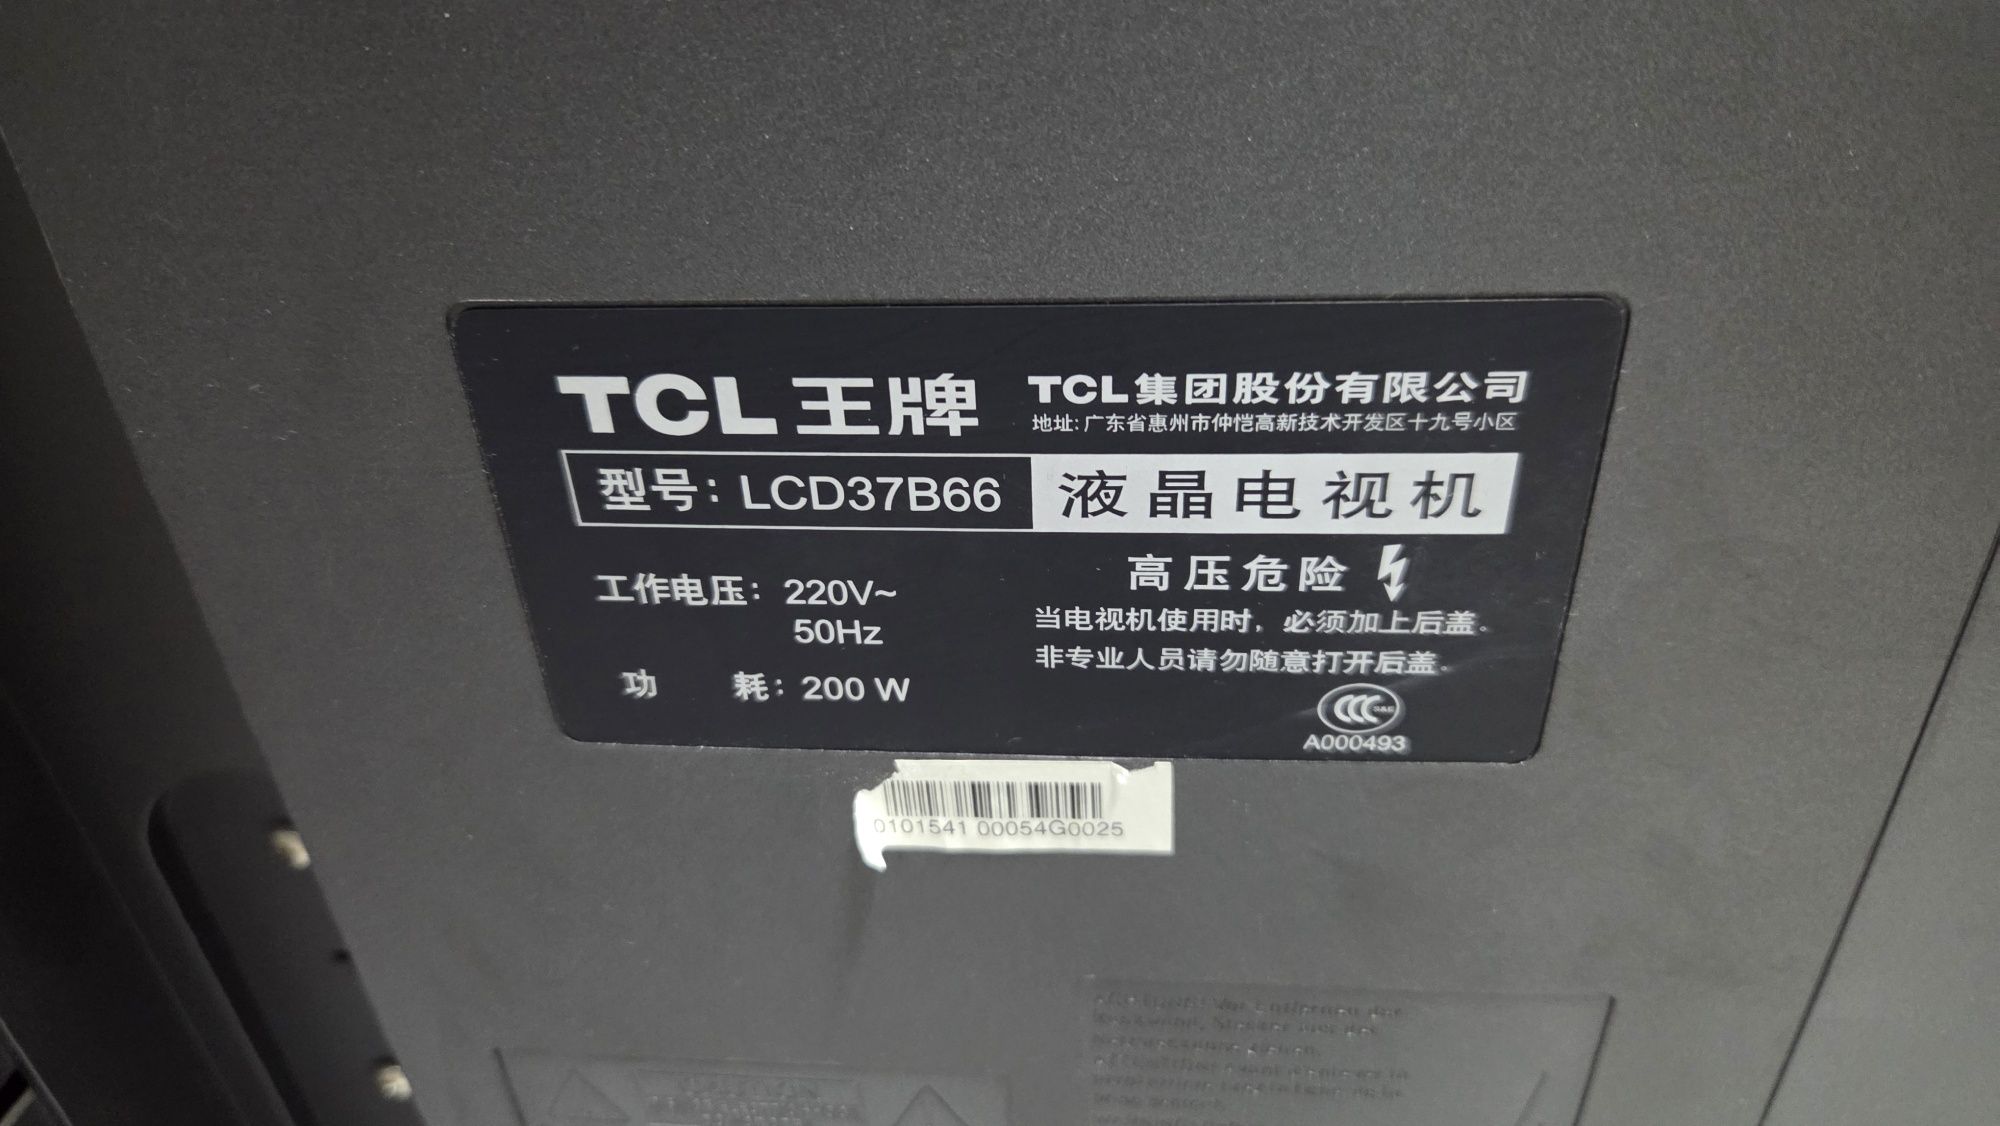 TCL王牌
TCL集团股份有限公司
地址: 广东省惠州市仲恺高新技术开发区十九号小区
型号: LCD37B66
液晶电视机
工作电压: 220V~
50Hz
功 耗: 200 W
高压危险
当电视机使用时，必须加上后盖。
非专业人员请勿随意打开后盖。
CCC S&E
A000493
0101541 00054G0025